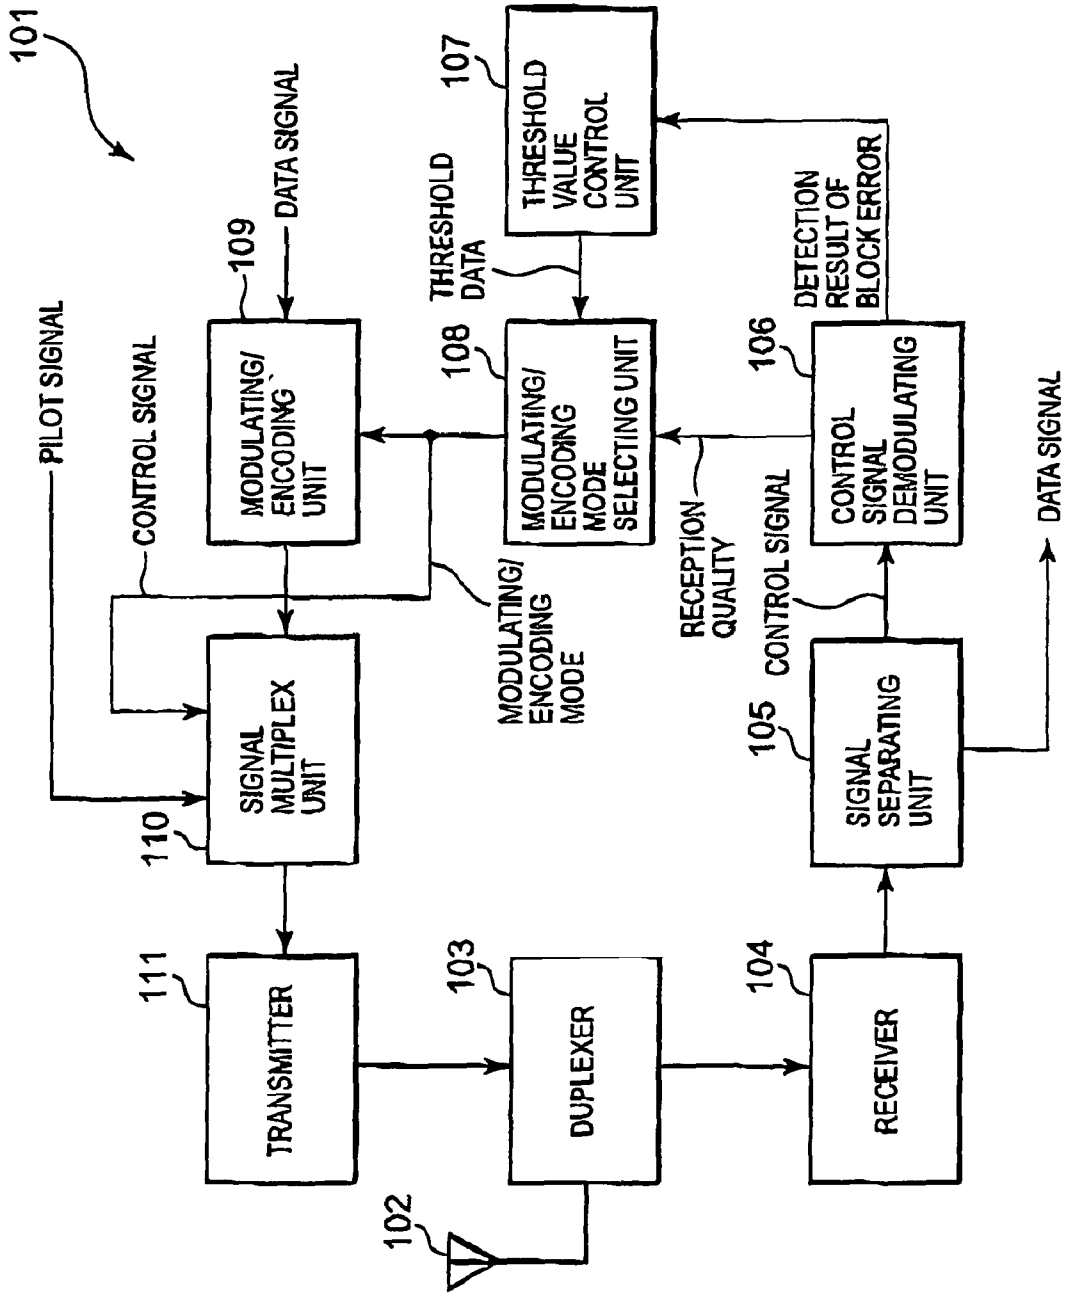 101
PILOT SIGNAL
CONTROL SIGNAL
DATA SIGNAL
111
TRANSMITTER
110
SIGNAL
MULTIPLEX
UNIT
109
MODULATING/
ENCODING
UNIT
MODULATING/
ENCODING
MODE
THRESHOLD
DATA
102
103
DUPLEXER
108
MODULATING/
ENCODING
MODE
SELECTING UNIT
107
THRESHOLD
VALUE
CONTROL
UNIT
RECEPTION
QUALITY
CONTROL SIGNAL
DETECTION
RESULT OF
BLOCK ERROR
104
RECEIVER
105
SIGNAL
SEPARATING
UNIT
106
CONTROL
SIGNAL
DEMODULATING
UNIT
DATA SIGNAL